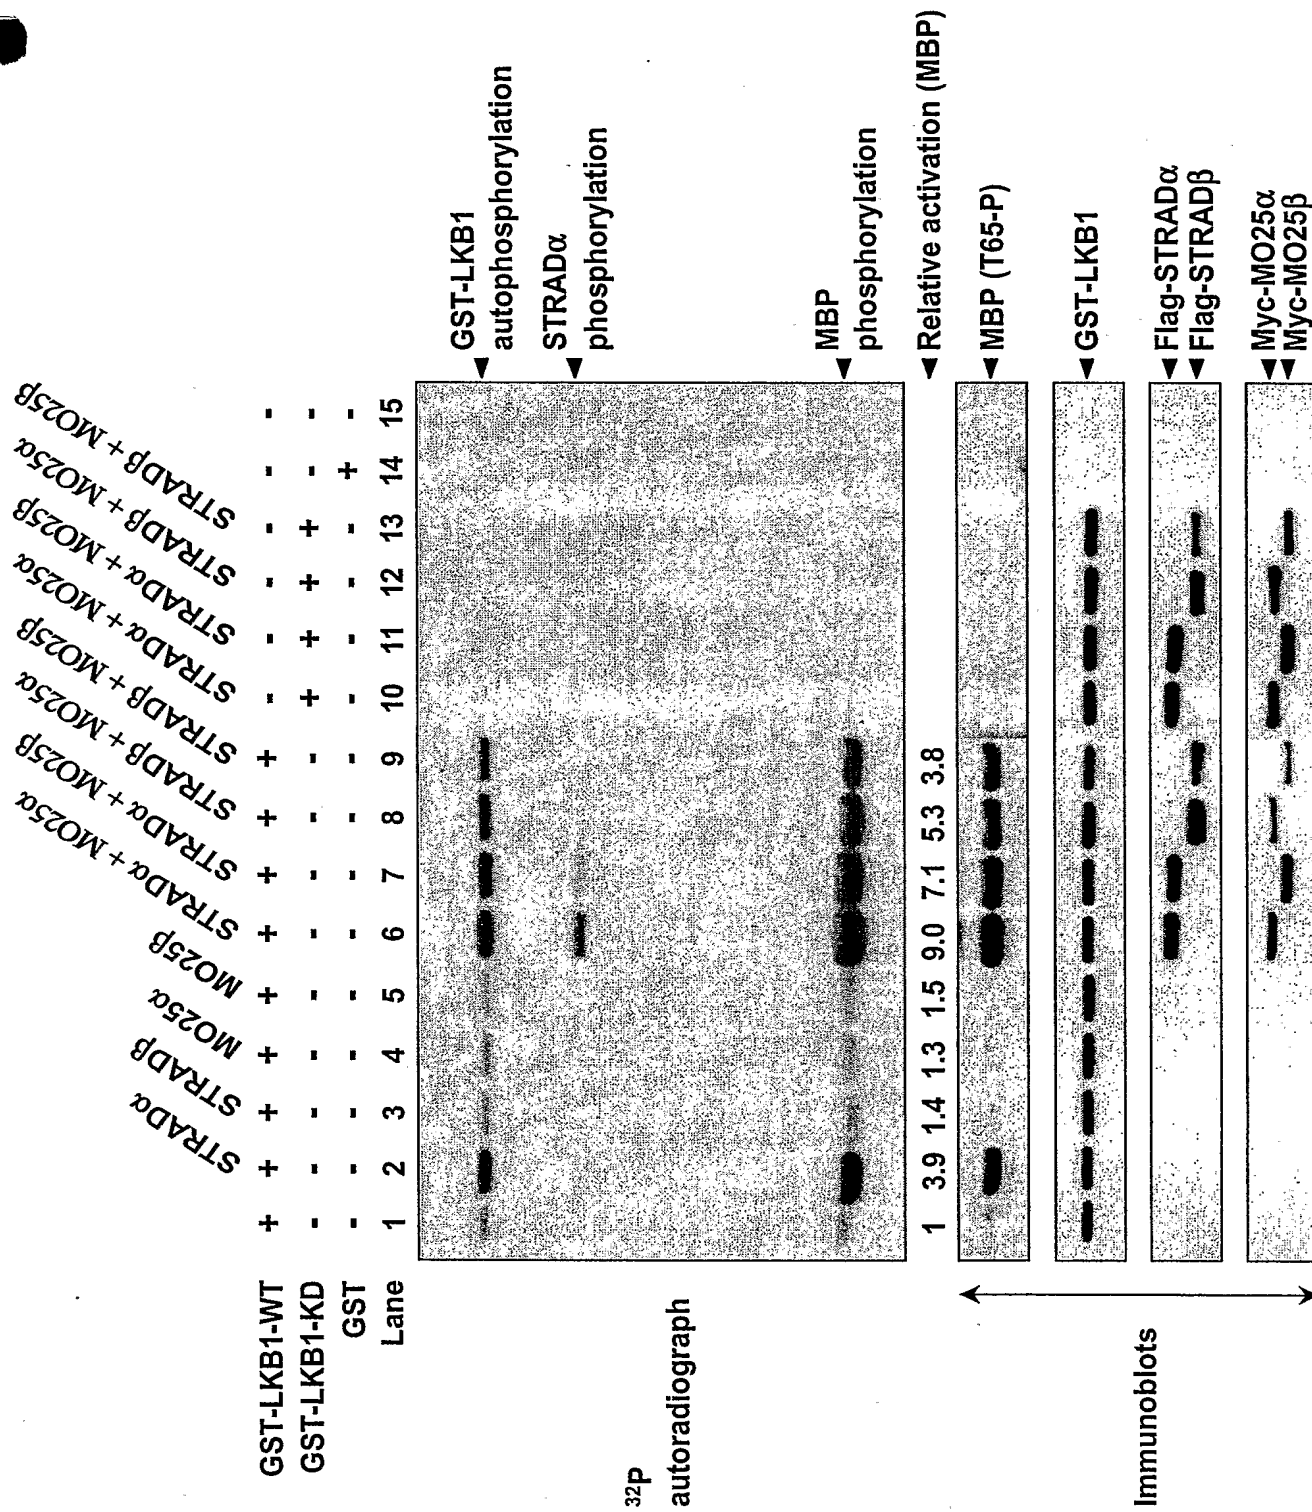 STRADα
STRADβ
MO25α
MO25β
STRADα + MO25α
STRADα + MO25β
STRADβ + MO25α
STRADβ + MO25β
STRADα + MO25α
STRADα + MO25β
STRADβ + MO25α
STRADβ + MO25β
GST-LKB1-WT + + + + + + + + + - - - - - -
GST-LKB1-KD - - - - - - - - - + + + + - -
GST - - - - - - - - - - - - - + -
Lane 1 2 3 4 5 6 7 8 9 10 11 12 13 14 15
32P
autoradiograph
GST-LKB1
autophosphorylation
STRADα
phosphorylation
MBP
phosphorylation
1 3.9 1.4 1.3 1.5 9.0 7.1 5.3 3.8 Relative activation (MBP)
Immunoblots
MBP (T65-P)
GST-LKB1
Flag-STRADα
Flag-STRADβ
Myc-MO25α
Myc-MO25β